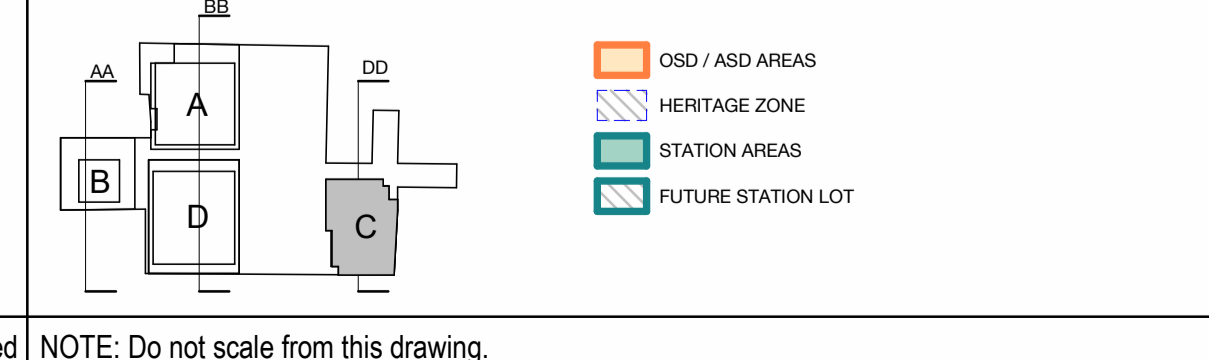 BB
AA
DD
A
B
D
C
OSD / ASD AREAS
HERITAGE ZONE
STATION AREAS
FUTURE STATION LOT
ed
NOTE: Do not scale from this drawing.